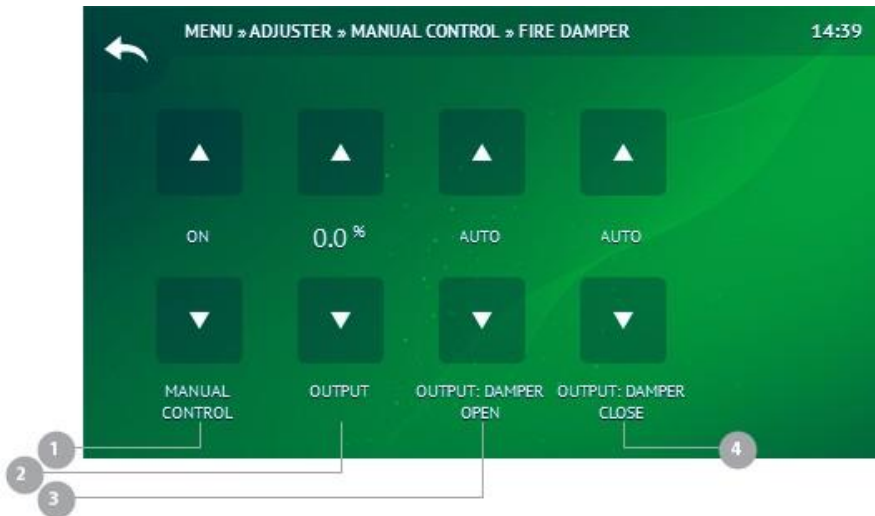 MENU » ADJUSTER » MANUAL CONTROL » FIRE DAMPER 14:39
ON 0.0 % AUTO AUTO
MANUAL CONTROL
OUTPUT
OUTPUT: DAMPER OPEN
OUTPUT: DAMPER CLOSE
1
2
3
4